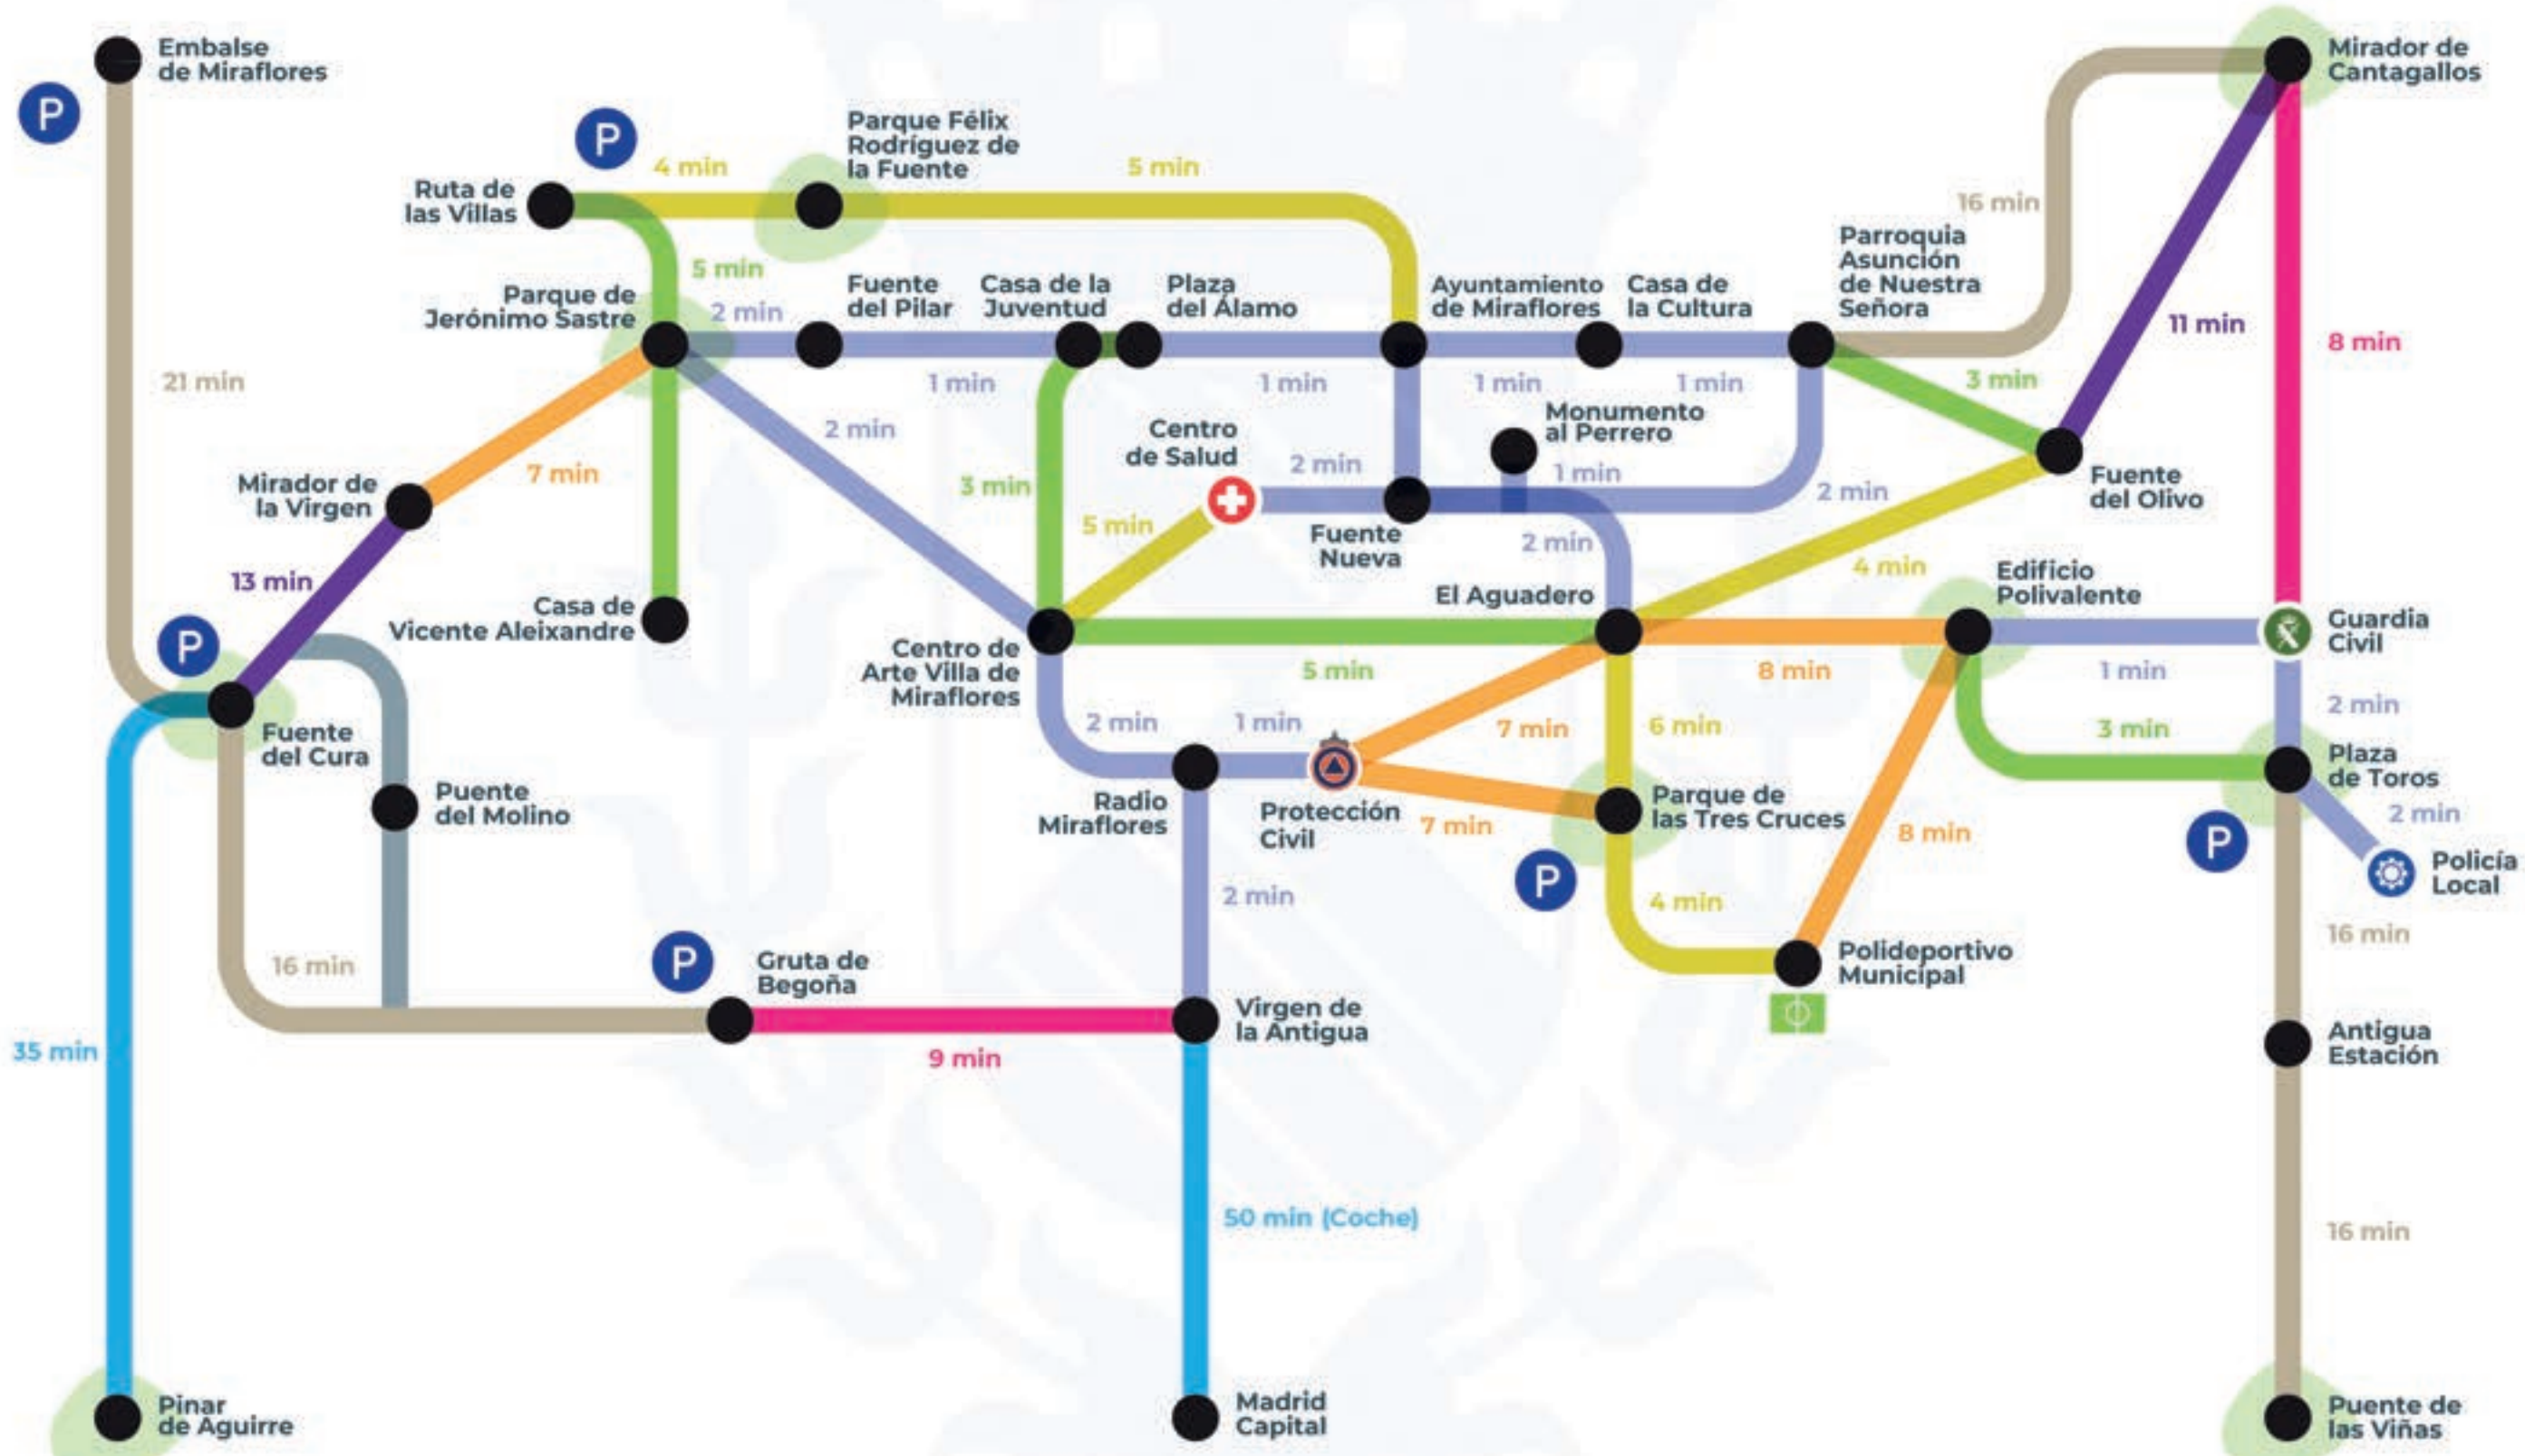 Embalse
de Miraflores
P
21 min
P
4 min
Parque Félix
Rodríguez de
la Fuente
5 min
Ruta de
las Villas
5 min
Parque de
Jerónimo Sastre
2 min
Fuente
del Pilar
Casa de la
Juventud
Plaza
del Álamo
Ayuntamiento
de Miraflores
Casa de
la Cultura
Parroquia
Asunción
de Nuestra
Señora
16 min
Mirador de
Cantagallos
11 min
8 min
1 min
1 min
1 min
1 min
3 min
2 min
Centro
de Salud
2 min
Monumento
al Perrero
1 min
2 min
Fuente
del Olivo
Mirador de
la Virgen
7 min
3 min
5 min
Fuente
Nueva
2 min
4 min
13 min
Casa de
Vicente Aleixandre
El Aguadero
Edificio
Polivalente
Guardia
Civil
P
Centro de
Arte Villa de
Miraflores
5 min
8 min
1 min
2 min
Fuente
del Cura
2 min
1 min
7 min
6 min
3 min
Plaza
de Toros
Puente
del Molino
Radio
Miraflores
Protección
Civil
7 min
Parque de
las Tres Cruces
8 min
P
2 min
Policía
Local
P
2 min
4 min
16 min
16 min
P
Gruta de
Begoña
Polideportivo
Municipal
Virgen de
la Antigua
Antigua
Estación
35 min
9 min
50 min (Coche)
16 min
Pinar
de Aguirre
Madrid
Capital
Puente de
las Viñas